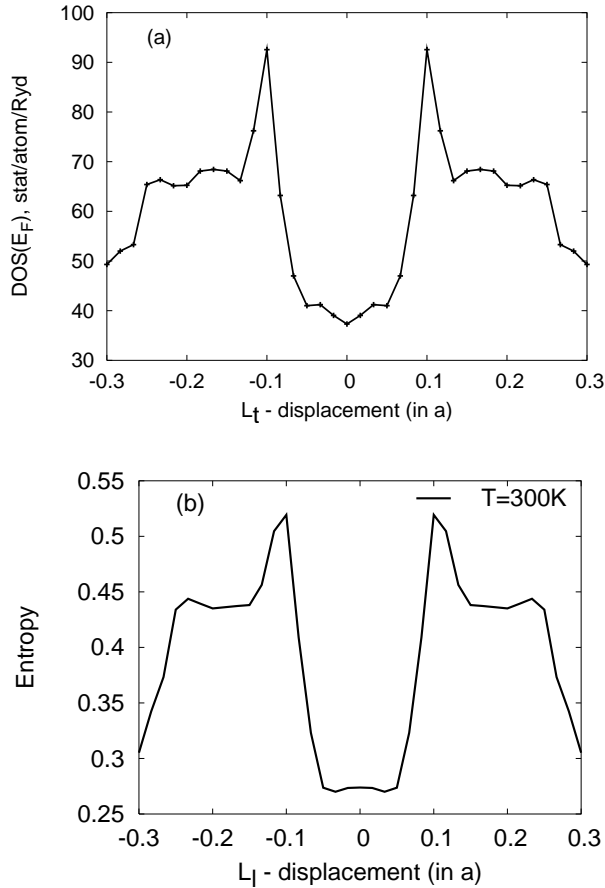 100
(a)
90
80
70
60
50
40
30
DOS(E_F), stat/atom/Ryd
-0.3 -0.2 -0.1 0 0.1 0.2 0.3
L_t - displacement (in a)
0.55
(b) T=300K
0.5
0.45
0.4
0.35
0.3
0.25
Entropy
-0.3 -0.2 -0.1 0 0.1 0.2 0.3
L_l - displacement (in a)